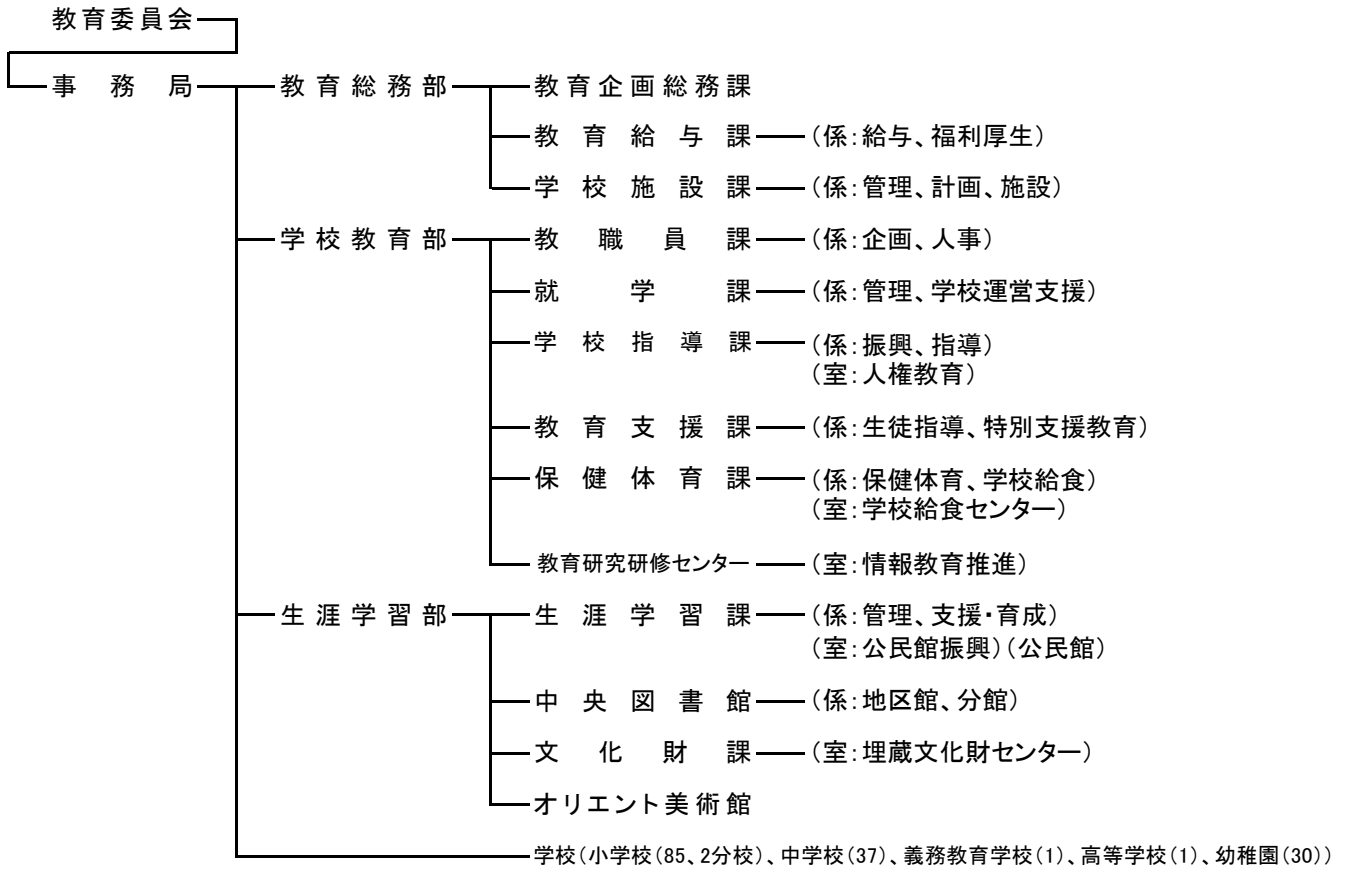 教育委員会
事務局 教育総務部 教育企画総務課
教育給与課 (係:給与、福利厚生)
学校施設課 (係:管理、計画、施設)
学校教育部 教職員課 (係:企画、人事)
就学課 (係:管理、学校運営支援)
学校指導課 (係:振興、指導)
(室:人権教育)
教育支援課 (係:生徒指導、特別支援教育)
保健体育課 (係:保健体育、学校給食)
(室:学校給食センター)
教育研究研修センター (室:情報教育推進)
生涯学習部 生涯学習課 (係:管理、支援・育成)
(室:公民館振興)(公民館)
中央図書館 (係:地区館、分館)
文化財課 (室:埋蔵文化財センター)
オリエント美術館
学校(小学校(85、2分校)、中学校(37)、義務教育学校(1)、高等学校(1)、幼稚園(30))